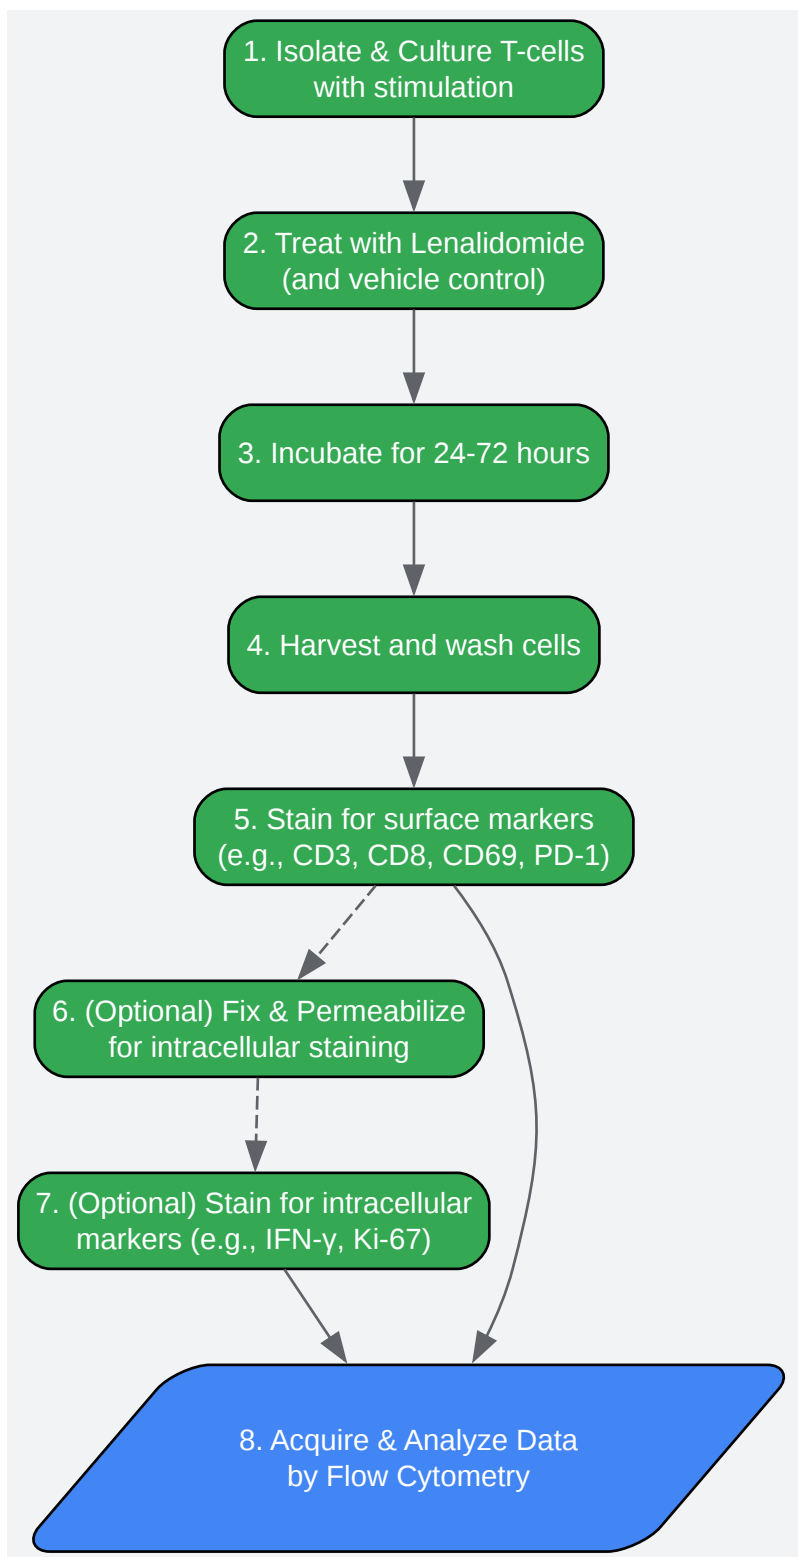 1. Isolate & Culture T-cells
with stimulation
2. Treat with Lenalidomide
(and vehicle control)
3. Incubate for 24-72 hours
4. Harvest and wash cells
5. Stain for surface markers
(e.g., CD3, CD8, CD69, PD-1)
6. (Optional) Fix & Permeabilize
for intracellular staining
7. (Optional) Stain for intracellular
markers (e.g., IFN-γ, Ki-67)
8. Acquire & Analyze Data
by Flow Cytometry